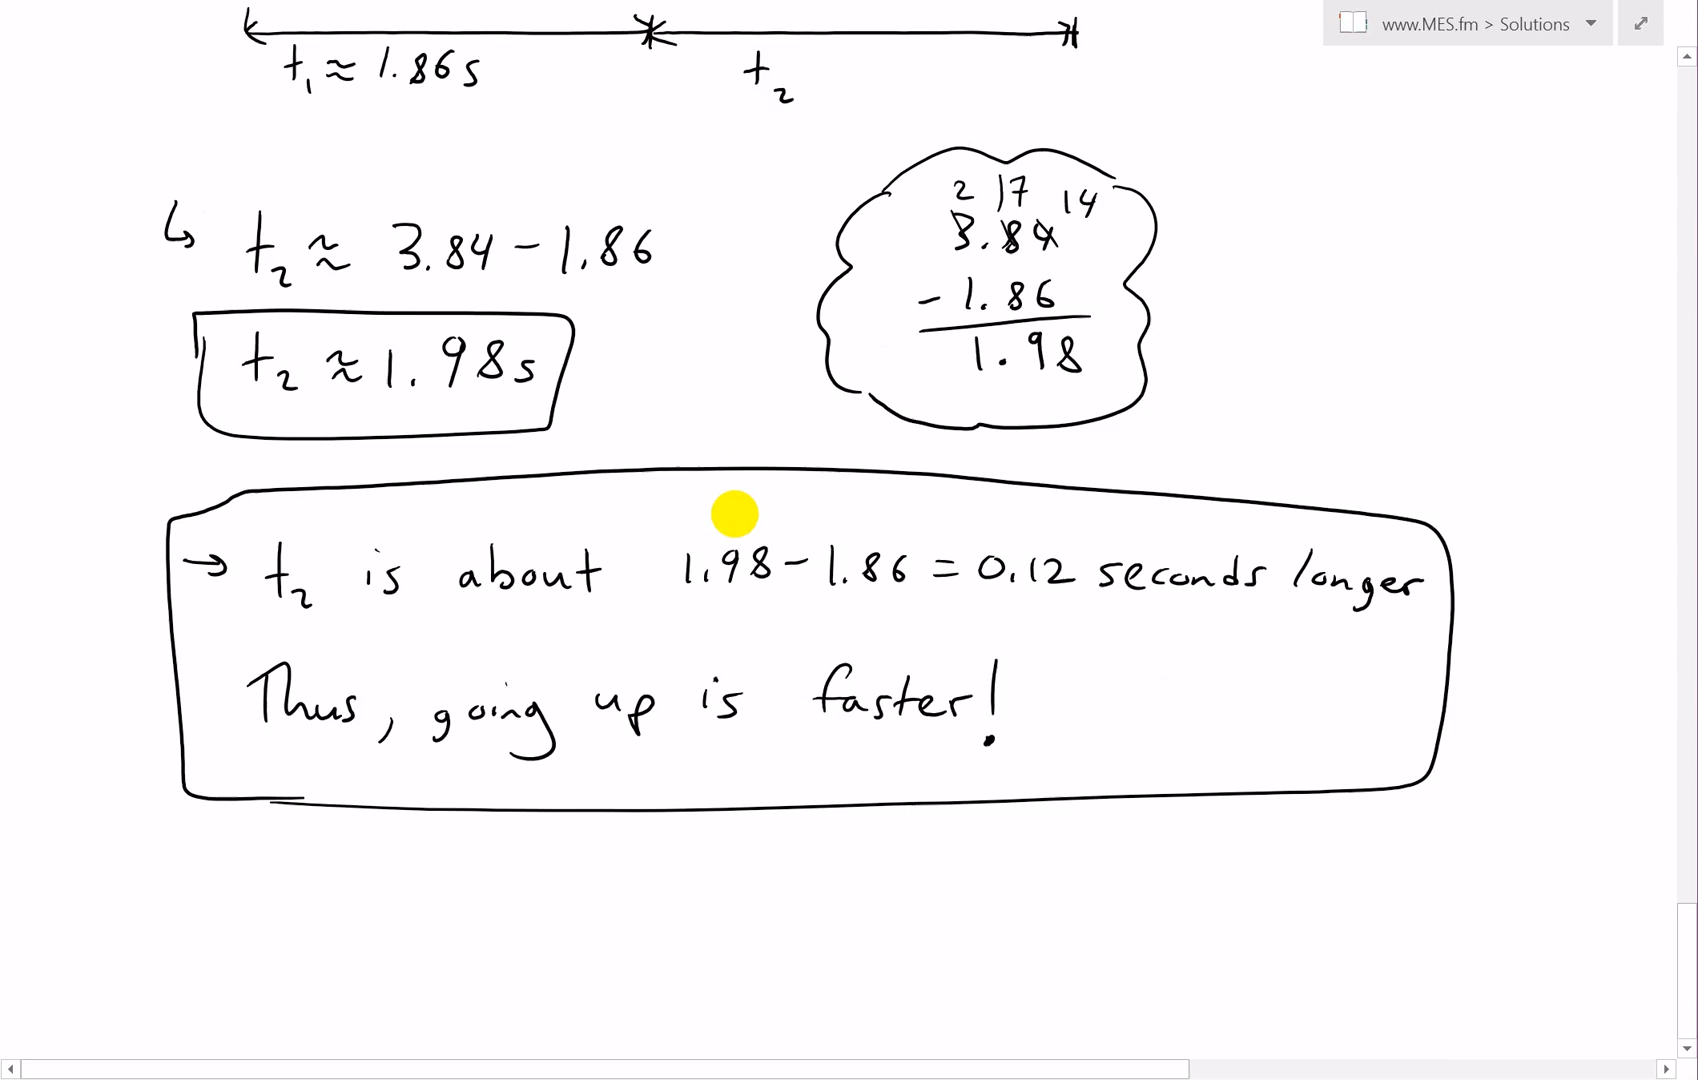 www.MES.fm > Solutions
t₁ ≈ 1.86s
t₂
↳ t₂ ≈ 3.84 - 1.86
t₂ ≈ 1.98s
2 17 14
3.84
- 1.86
1.98
→ t₂ is about 1.98 - 1.86 = 0.12 seconds longer
Thus, going up is faster!